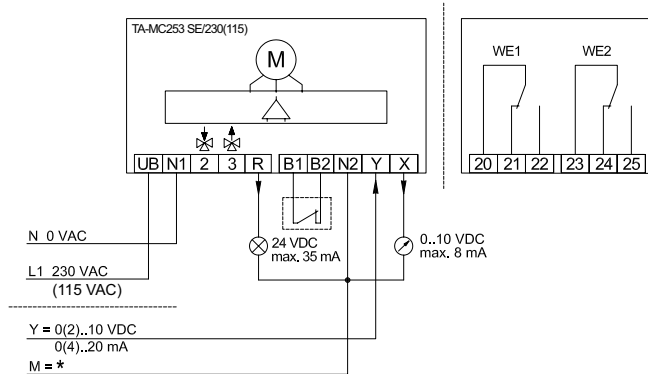 TA-MC253 SE/230(115)
M
UB N1 2 3 R B1 B2 N2 Y X
WE1 WE2
20 21 22 23 24 25
N 0 VAC
24 VDC
max. 35 mA
0..10 VDC
max. 8 mA
L1 230 VAC
(115 VAC)
Y = 0(2)..10 VDC
0(4)..20 mA
M = *